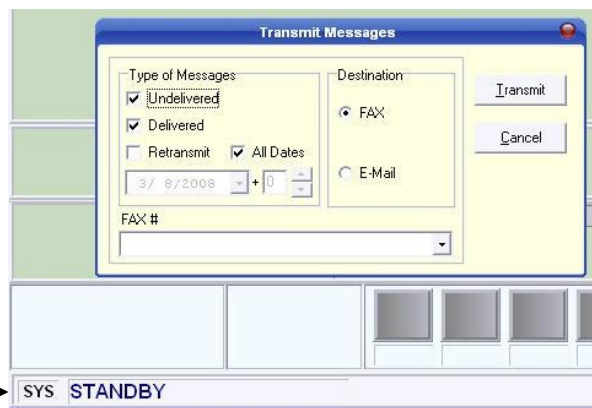 Transmit Messages
Type of Messages
Undelivered
Delivered
Retransmit All Dates
3/ 8/2008 + 0
Destination
FAX
E-Mail
Transmit
Cancel
FAX #
SYS STANDBY